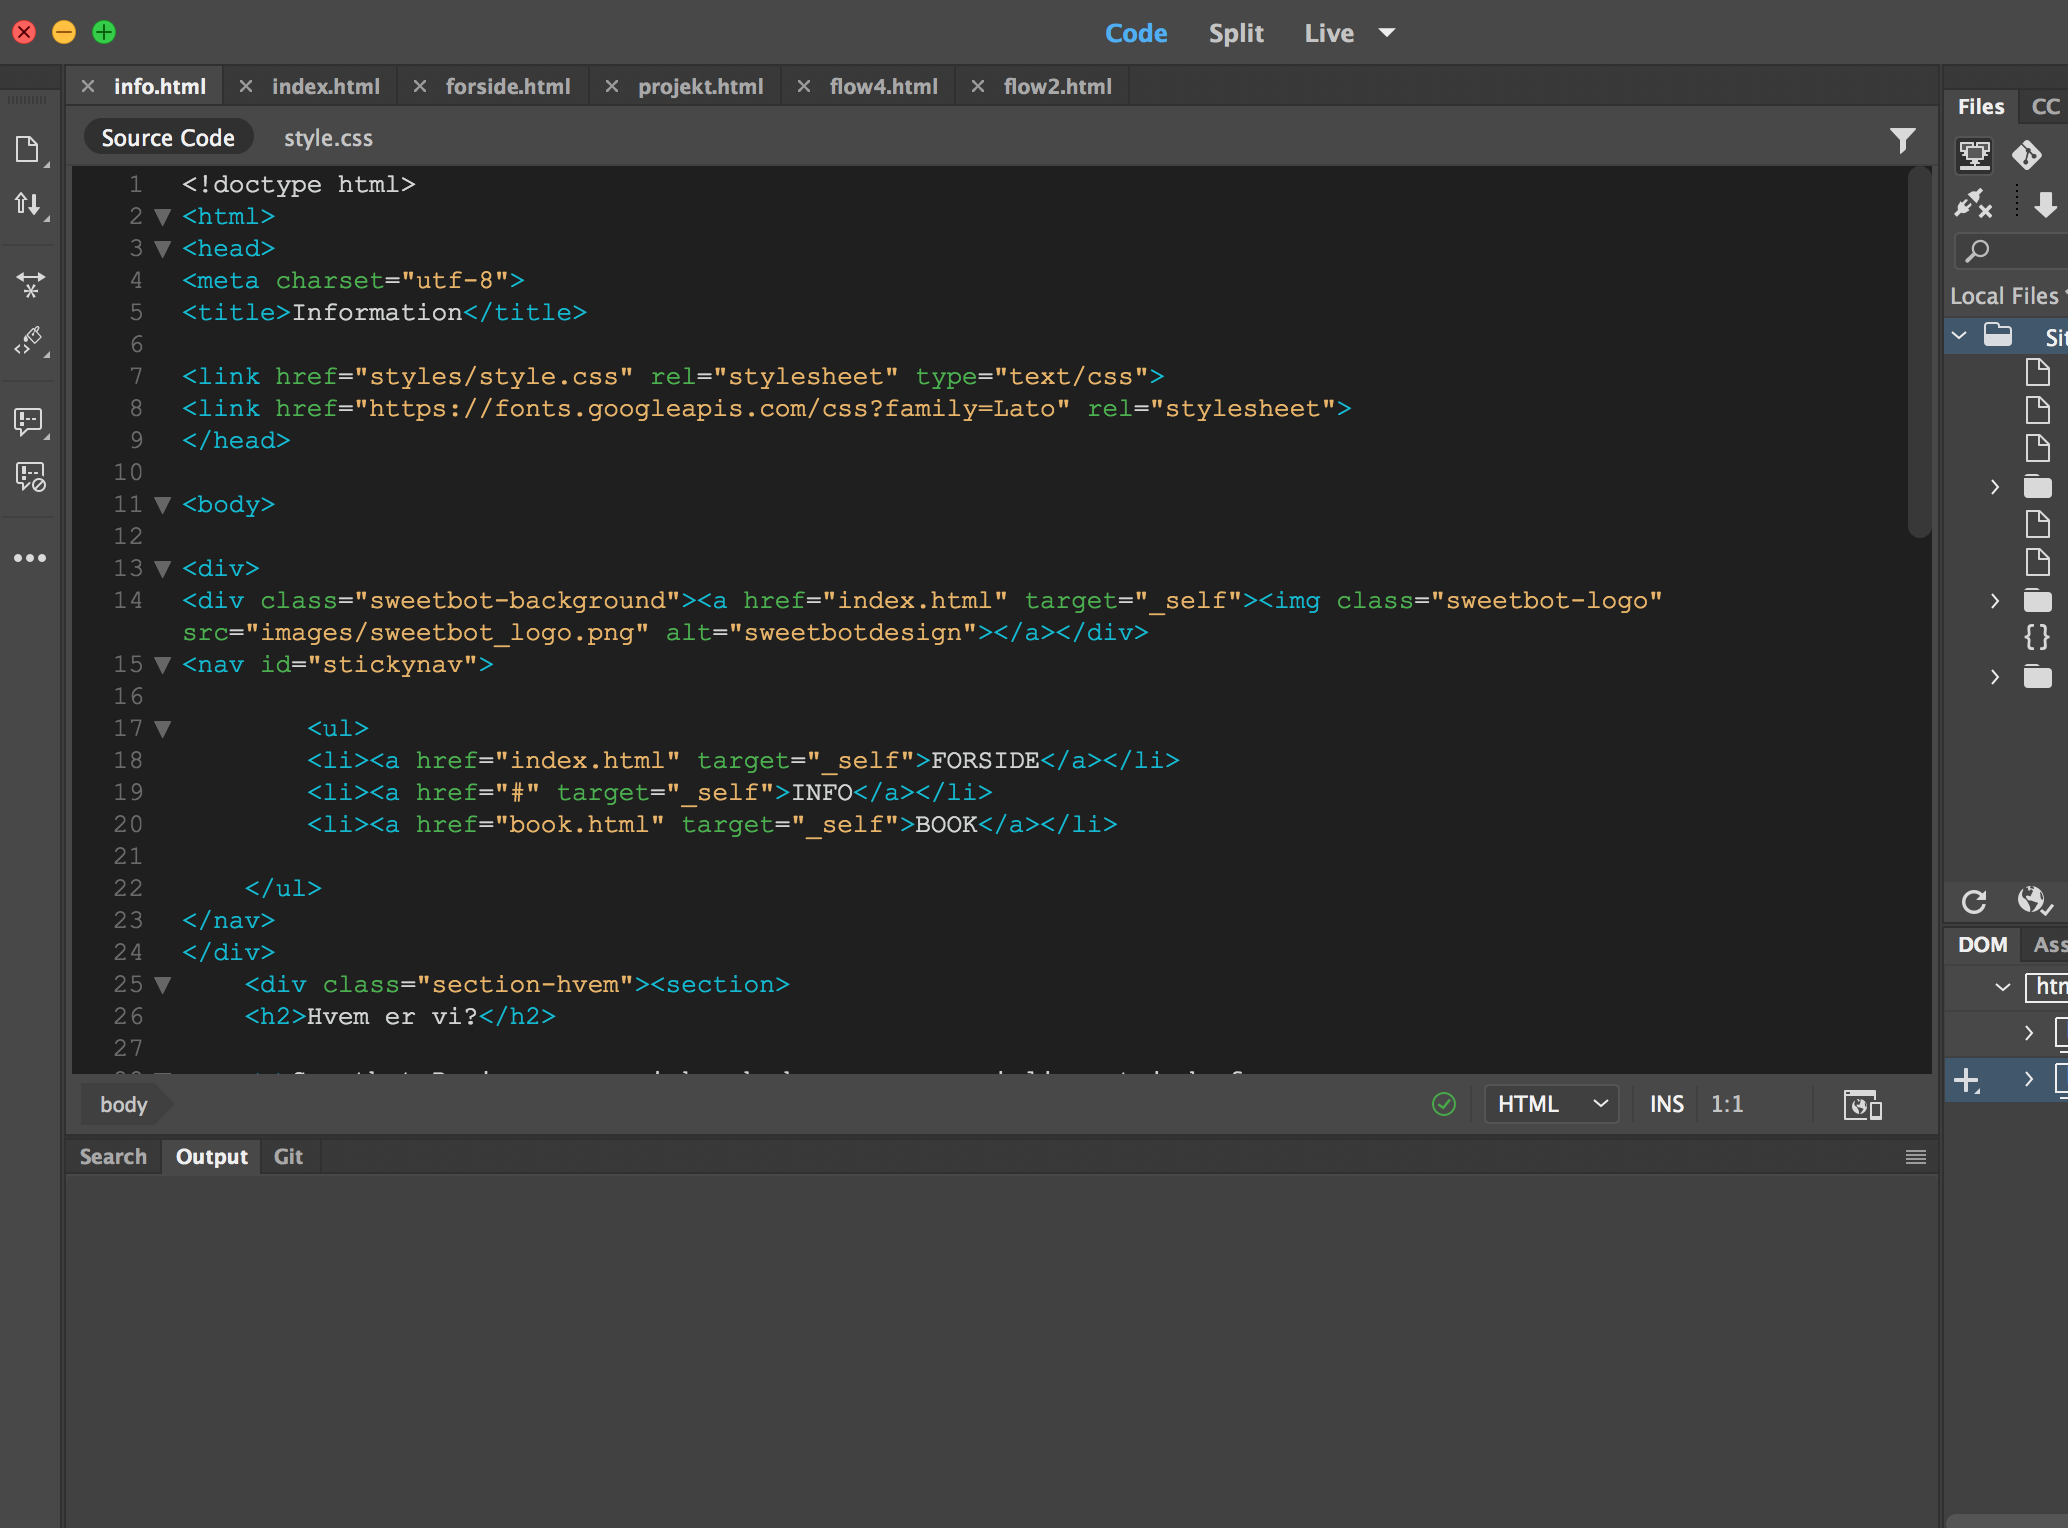 Code Split Live
info.html index.html forside.html projekt.html flow4.html flow2.html
Source Code style.css
1 <!doctype html>
2 <html>
3 <head>
4 <meta charset="utf-8">
5 <title>Information</title>
6
7 <link href="styles/style.css" rel="stylesheet" type="text/css">
8 <link href="https://fonts.googleapis.com/css?family=Lato" rel="stylesheet">
9 </head>
10
11 <body>
12
13 <div>
14 <div class="sweetbot-background"><a href="index.html" target="_self"><img class="sweetbot-logo"
src="images/sweetbot_logo.png" alt="sweetbotdesign"></a></div>
15 <nav id="stickynav">
16
17 <ul>
18 <li><a href="index.html" target="_self">FORSIDE</a></li>
19 <li><a href="#" target="_self">INFO</a></li>
20 <li><a href="book.html" target="_self">BOOK</a></li>
21
22 </ul>
23 </nav>
24 </div>
25 <div class="section-hvem"><section>
26 <h2>Hvem er vi?</h2>
27
body
HTML INS 1:1
Search Output Git
Files CC
Local Files
DOM